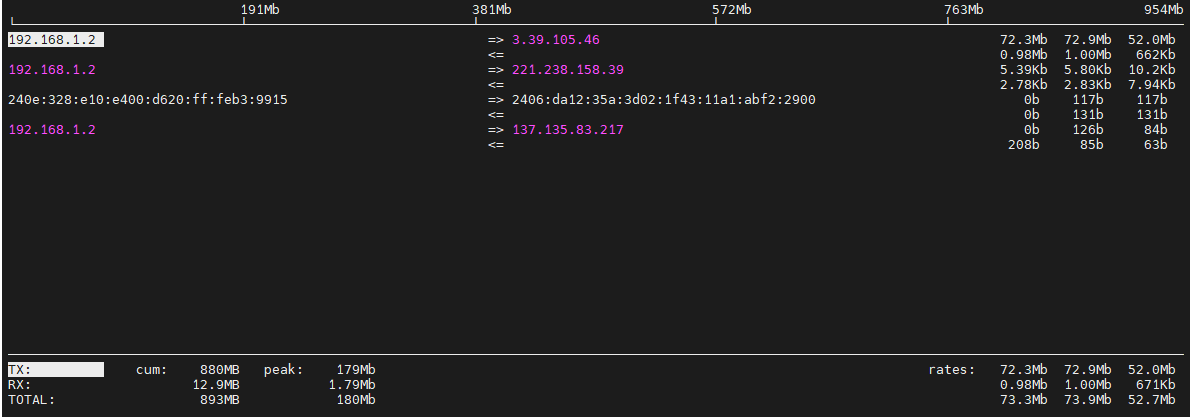 191Mb 381Mb 572Mb 763Mb 954Mb
192.168.1.2 => 3.39.105.46 72.3Mb 72.9Mb 52.0Mb
<= 0.98Mb 1.00Mb 662Kb
192.168.1.2 => 221.238.158.39 5.39Kb 5.80Kb 10.2Kb
<= 2.78Kb 2.83Kb 7.94Kb
240e:328:e10:e400:d620:ff:feb3:9915 => 2406:da12:35a:3d02:1f43:11a1:abf2:2900 0b 117b 117b
<= 0b 131b 131b
192.168.1.2 => 137.135.83.217 0b 126b 84b
<= 208b 85b 63b
TX: cum: 880MB peak: 179Mb rates: 72.3Mb 72.9Mb 52.0Mb
RX: 12.9MB 1.79Mb 0.98Mb 1.00Mb 671Kb
TOTAL: 893MB 180Mb 73.3Mb 73.9Mb 52.7Mb